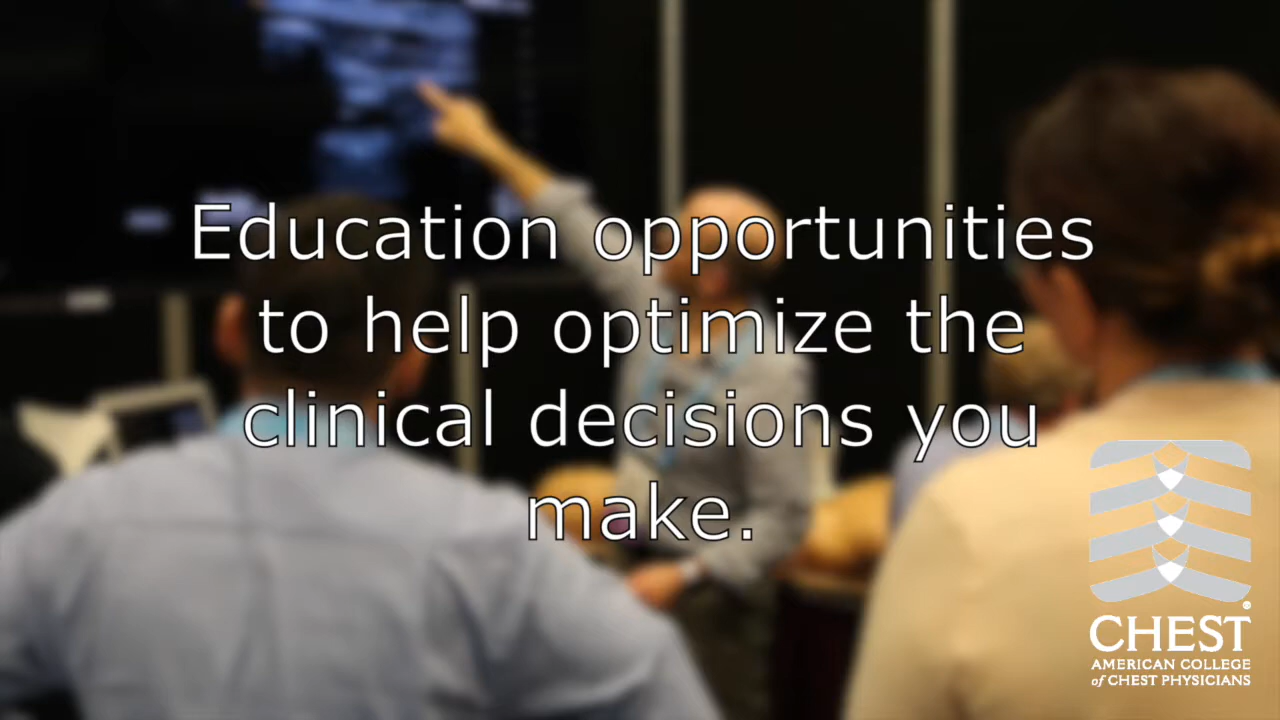 Education opportunities
to help optimize the
clinical decisions you
make.
®
CHEST
AMERICAN COLLEGE
of CHEST PHYSICIANS